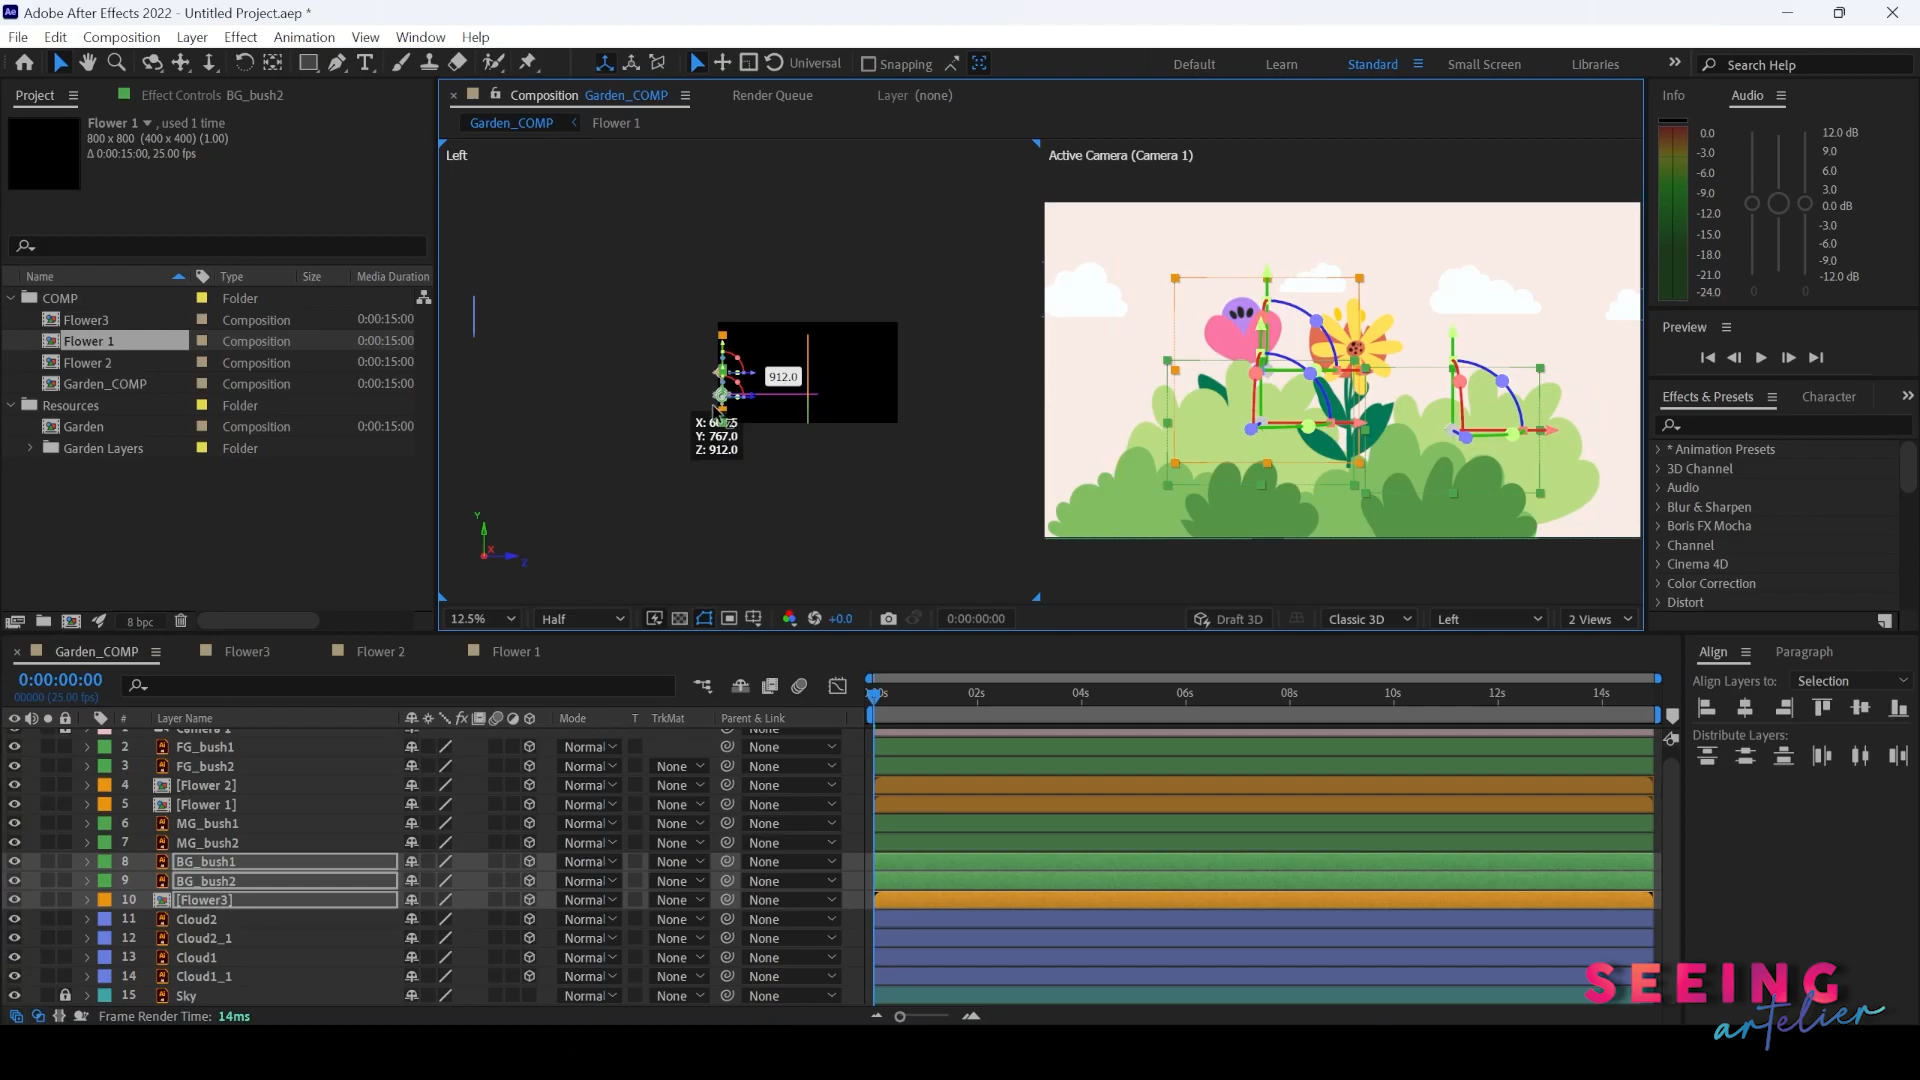 Adobe After Effects 2022 - Untitled Project.aep *
File Edit Composition Layer Effect Animation View Window Help
Universal Snapping Default Learn Standard Small Screen Libraries Search Help
Project Effect Controls BG_bush2
Flower 1 , used 1 time
800 x 800 (400 x 400) (1.00)
Δ 0:00:15:00, 25.00 fps
Name Type Size Media Duration
COMP Folder
Flower3 Composition 0:00:15:00
Flower 1 Composition 0:00:15:00
Flower 2 Composition 0:00:15:00
Garden_COMP Composition 0:00:15:00
Resources Folder
Garden Composition 0:00:15:00
Garden Layers Folder
8 bpc
Composition Garden_COMP Render Queue Layer (none)
Garden_COMP Flower 1
Left
912.0
Y: 767.0
Z: 912.0
Y
X
Z
Active Camera (Camera 1)
12.5% Half +0.0 0:00:00:00 Draft 3D Classic 3D Left 2 Views
Info Audio
0.0
-3.0
-6.0
-9.0
-12.0
-15.0
-18.0
-21.0
-24.0
0 0
12.0 dB
9.0
6.0
3.0
0.0 dB
-3.0
-6.0
-9.0
-12.0 dB
Preview
Effects & Presets Character
* Animation Presets
3D Channel
Audio
Blur & Sharpen
Boris FX Mocha
Channel
Cinema 4D
Color Correction
Distort
Garden_COMP Flower3 Flower 2 Flower 1
0:00:00:00
00000 (25.00 fps)
02s 04s 06s 08s 10s 12s 14s
# Layer Name Mode T TrkMat Parent & Link
Camera 1 None
2 FG_bush1 Normal None
3 FG_bush2 Normal None None
4 [Flower 2] Normal None None
5 [Flower 1] Normal None None
6 MG_bush1 Normal None None
7 MG_bush2 Normal None None
8 BG_bush1 Normal None None
9 BG_bush2 Normal None None
10 [Flower3] Normal None None
11 Cloud2 Normal None None
12 Cloud2_1 Normal None None
13 Cloud1 Normal None None
14 Cloud1_1 Normal None None
15 Sky Normal None None
Frame Render Time: 14ms
Align Paragraph
Align Layers to: Selection
Distribute Layers:
SEEING
artelier